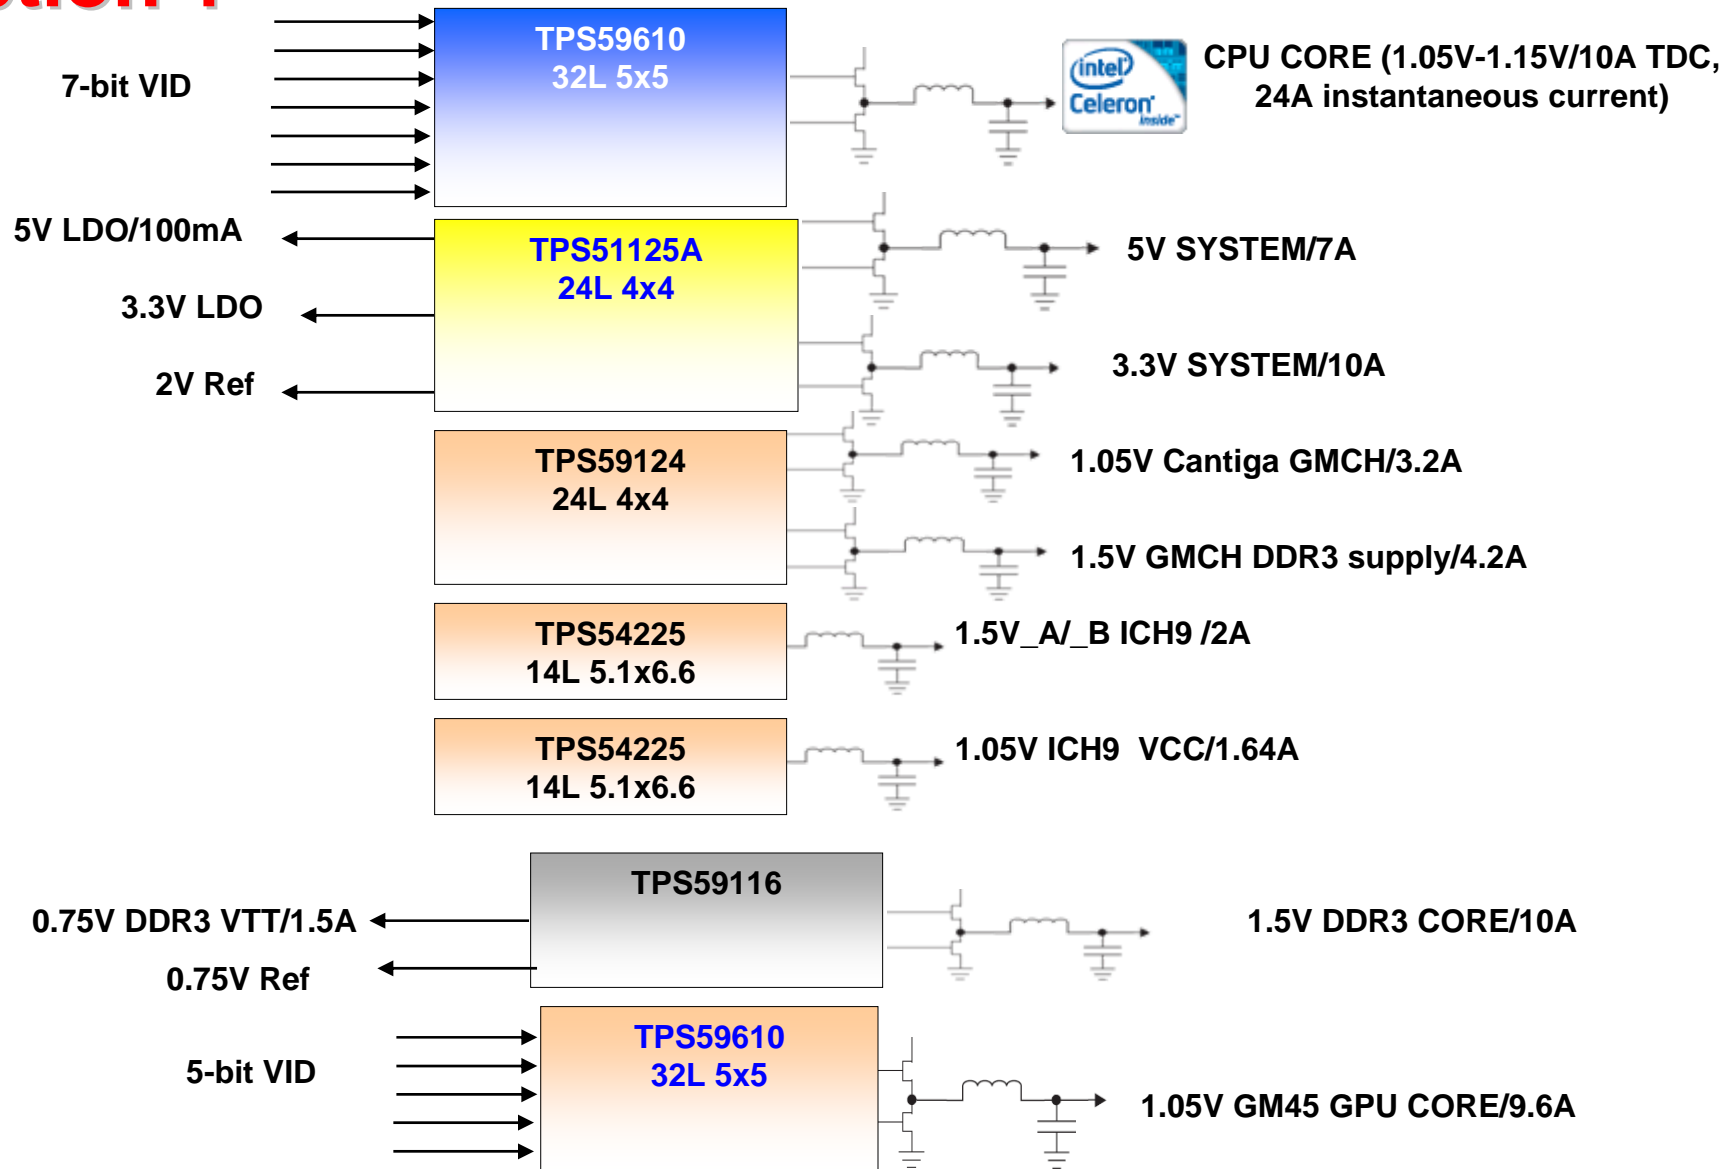 7-bit VID
TPS59610
32L 5x5
intel
Celeron
inside
CPU CORE (1.05V-1.15V/10A TDC,
24A instantaneous current)
5V LDO/100mA
3.3V LDO
2V Ref
TPS51125A
24L 4x4
5V SYSTEM/7A
3.3V SYSTEM/10A
TPS59124
24L 4x4
1.05V Cantiga GMCH/3.2A
1.5V GMCH DDR3 supply/4.2A
TPS54225
14L 5.1x6.6
1.5V_A/_B ICH9 /2A
TPS54225
14L 5.1x6.6
1.05V ICH9  VCC/1.64A
TPS59116
0.75V DDR3 VTT/1.5A
0.75V Ref
1.5V DDR3 CORE/10A
5-bit VID
TPS59610
32L 5x5
1.05V GM45 GPU CORE/9.6A